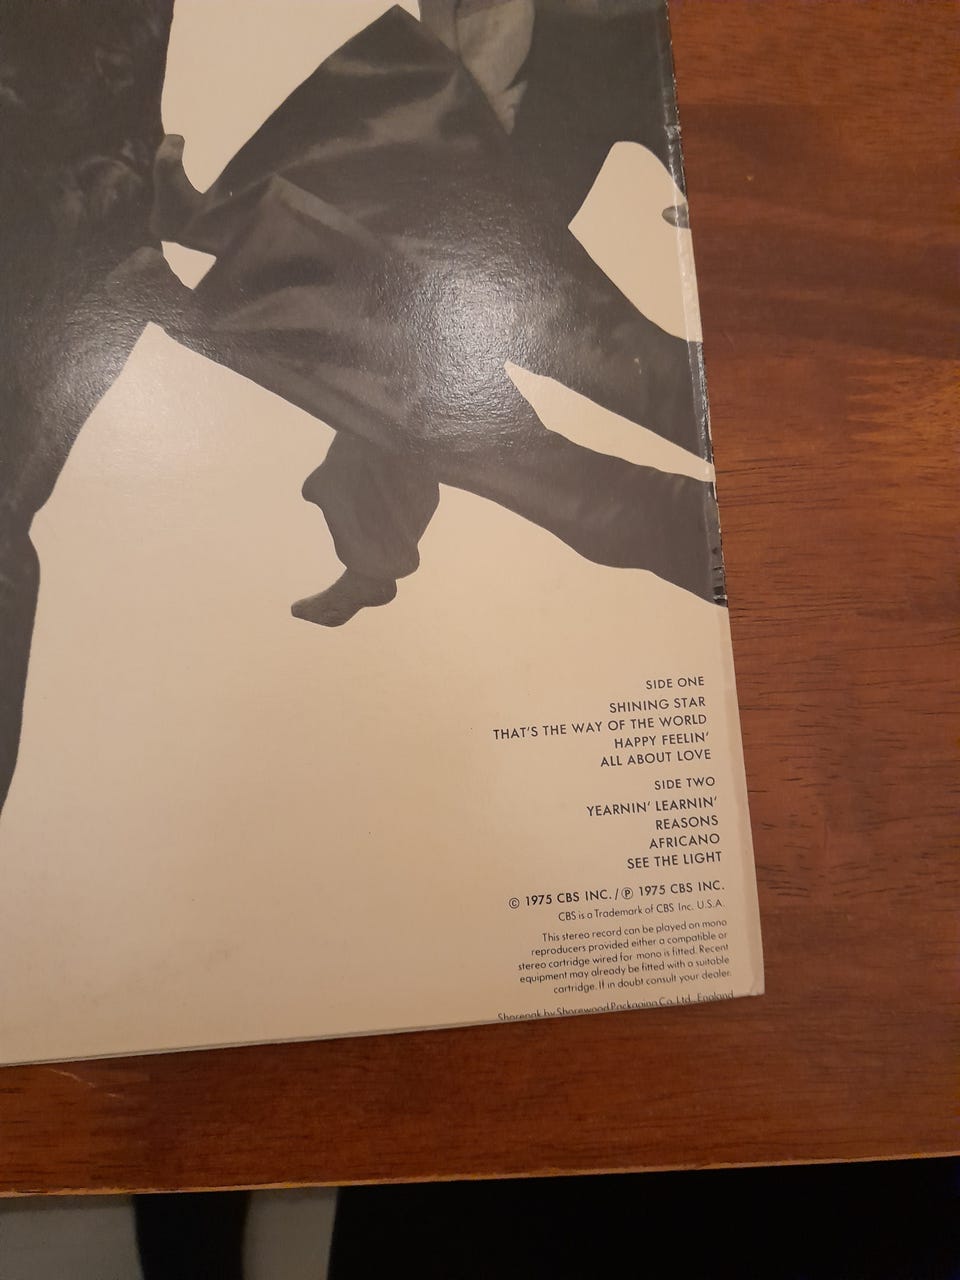 SIDE ONE
SHINING STAR
THAT'S THE WAY OF THE WORLD
HAPPY FEELIN'
ALL ABOUT LOVE
SIDE TWO
YEARNIN' LEARNIN'
REASONS
AFRICANO
SEE THE LIGHT
© 1975 CBS INC. / ℗ 1975 CBS INC.
CBS is a Trademark of CBS Inc. U.S.A.
This stereo record can be played on mono
reproducers provided either a compatible or
stereo cartridge wired for mono is fitted. Recent
equipment may already be fitted with a suitable
cartridge. If in doubt consult your dealer.
Shorepak by Shorewood Packaging Co. Ltd., England